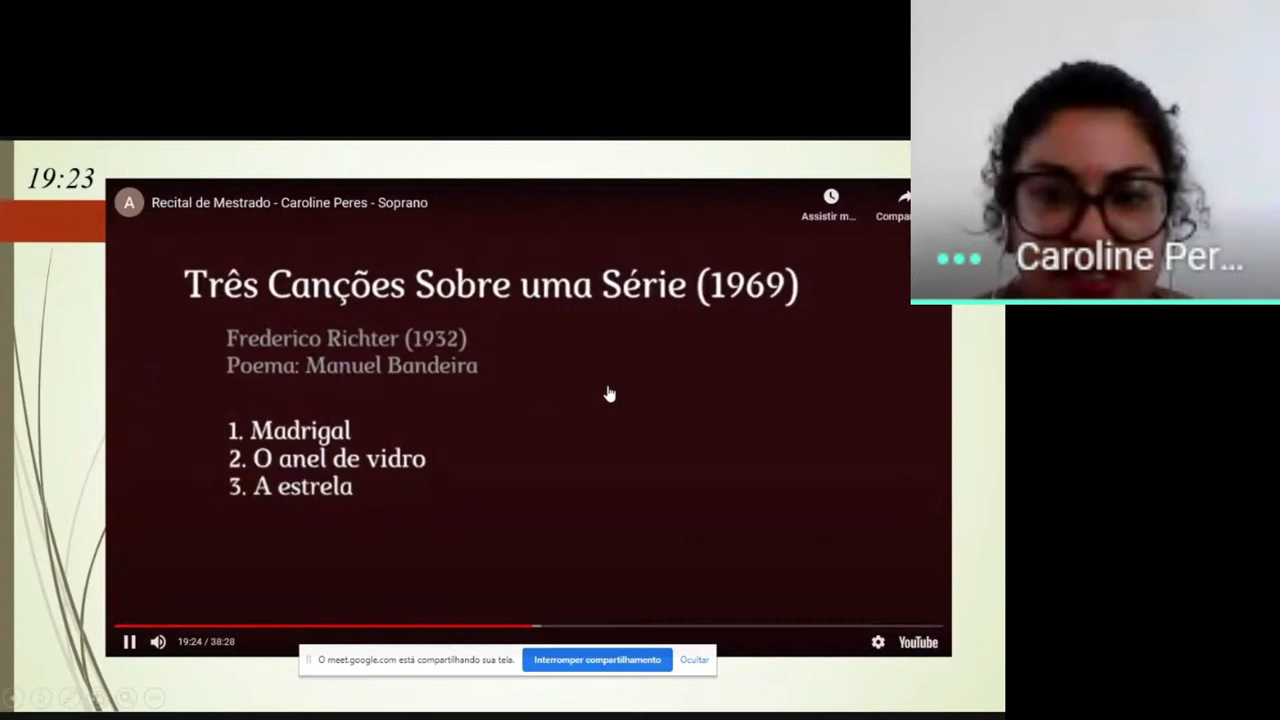 19:23
A Recital de Mestrado - Caroline Peres - Soprano
Assistir m...
Compar
Caroline Per...
Três Canções Sobre uma Série (1969)
Frederico Richter (1932)
Poema: Manuel Bandeira
1. Madrigal
2. O anel de vidro
3. A estrela
19:24 / 38:28
YouTube
O meet.google.com está compartilhando sua tela.
Interromper compartilhamento
Ocultar